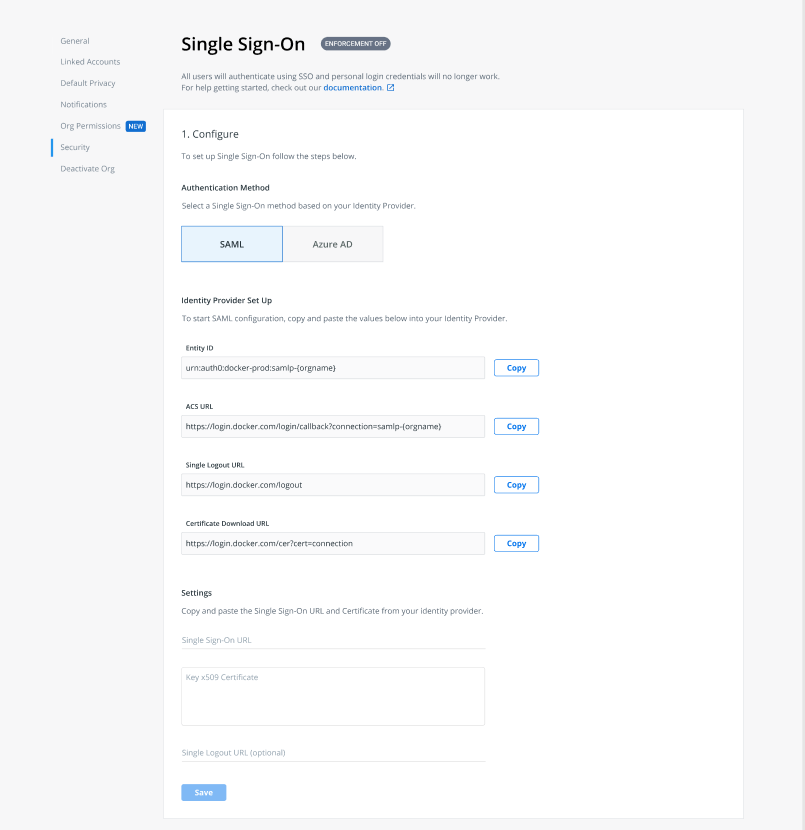 General
Linked Accounts
Default Privacy
Notifications
Org Permissions NEW
Security
Deactivate Org
Single Sign-On ENFORCEMENT OFF
All users will authenticate using SSO and personal login credentials will no longer work.
For help getting started, check out our documentation.
1. Configure
To set up Single Sign-On follow the steps below.
Authentication Method
Select a Single Sign-On method based on your Identity Provider.
SAML Azure AD
Identity Provider Set Up
To start SAML configuration, copy and paste the values below into your Identity Provider.
Entity ID
urn:auth0:docker-prod:samlp-{orgname} Copy
ACS URL
https://login.docker.com/login/callback?connection=samlp-{orgname} Copy
Single Logout URL
https://login.docker.com/logout Copy
Certificate Download URL
https://login.docker.com/cer?cert=connection Copy
Settings
Copy and paste the Single Sign-On URL and Certificate from your identity provider.
Single Sign-On URL
Key x509 Certificate
Single Logout URL (optional)
Save